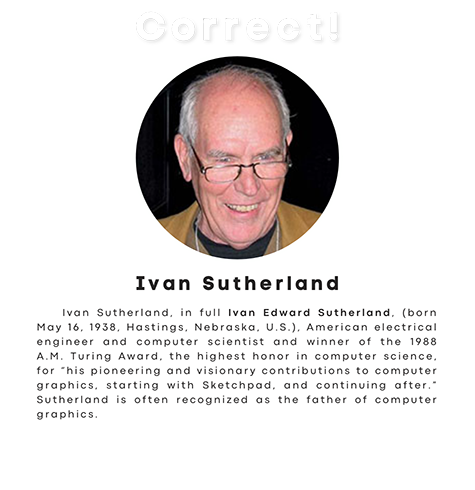 Correct!
Ivan Sutherland
Ivan Sutherland, in full Ivan Edward Sutherland, (born
May 16, 1938, Hastings, Nebraska, U.S.), American electrical
engineer and computer scientist and winner of the 1988
A.M. Turing Award, the highest honor in computer science,
for “his pioneering and visionary contributions to computer
graphics, starting with Sketchpad, and continuing after.”
Sutherland is often recognized as the father of computer
graphics.